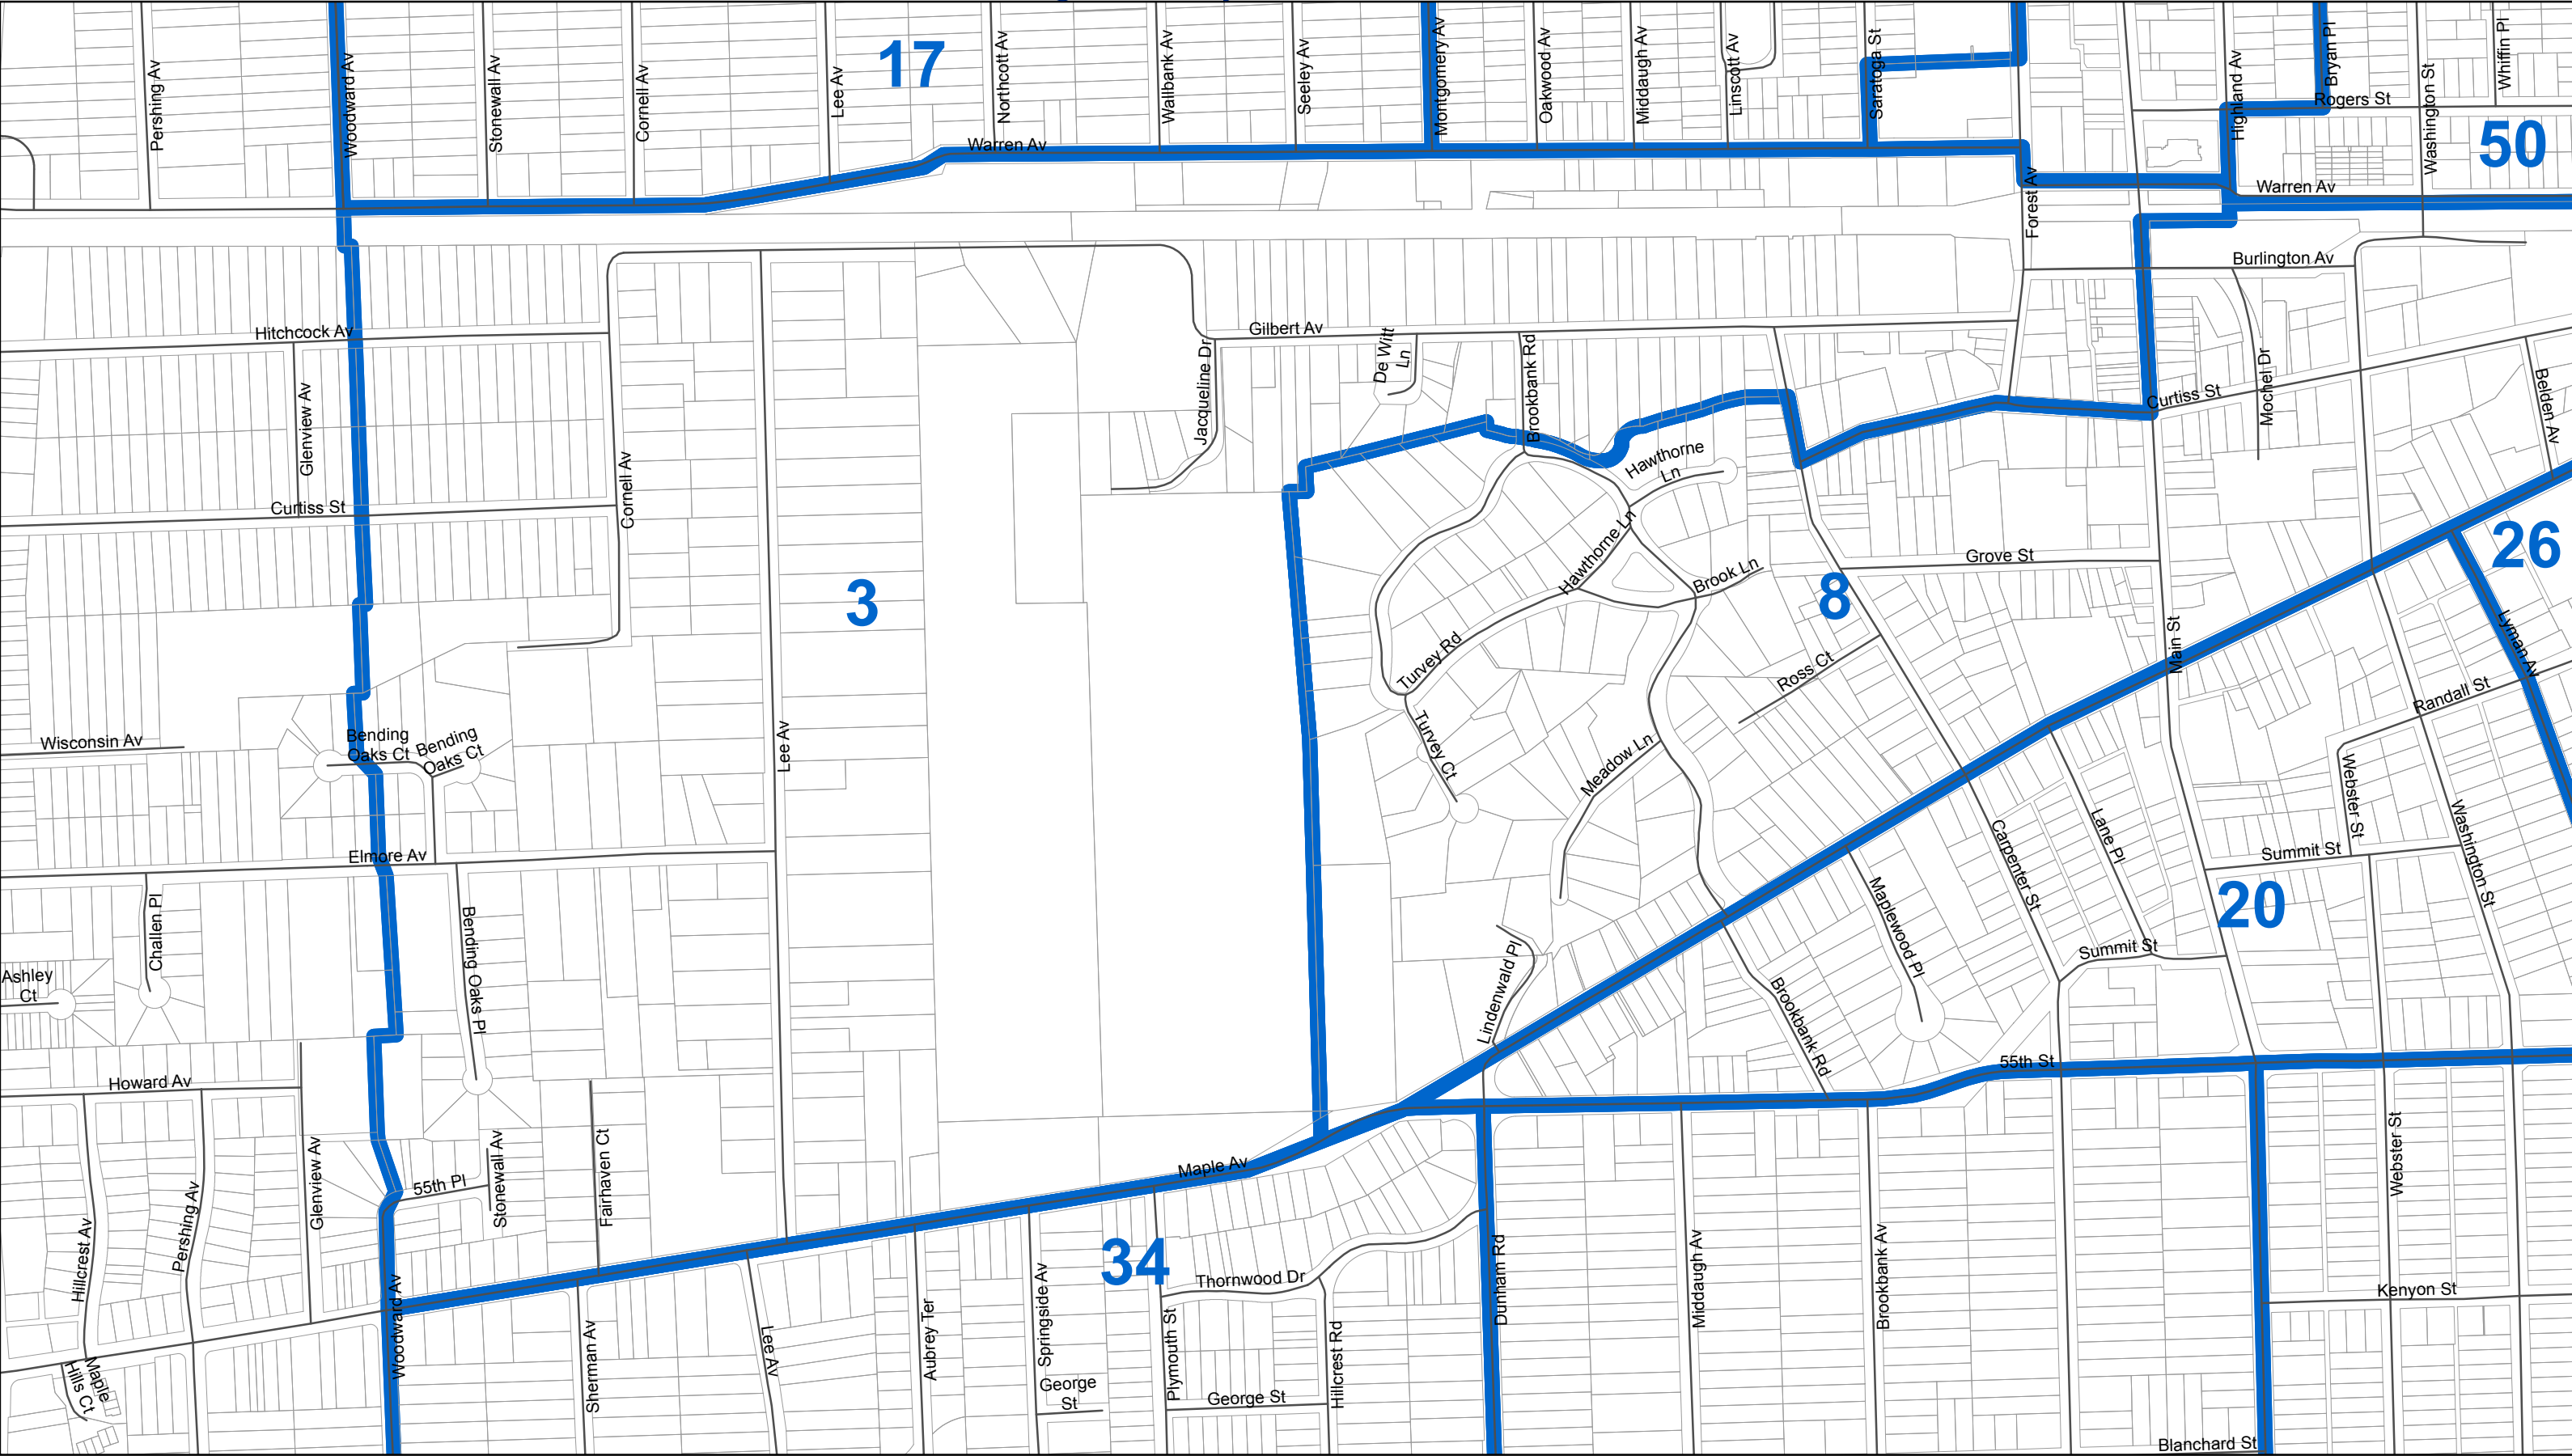 17
50
3
8
26
20
34
Pershing Av
Woodward Av
Stonewall Av
Cornell Av
Lee Av
Northcott Av
Wallbank Av
Seeley Av
Montgomery Av
Oakwood Av
Middaugh Av
Linscott Av
Saratoga St
Highland Av
Bryan Pl
Washington St
Whiffin Pl
Rogers St
Warren Av
Warren Av
Forest Av
Burlington Av
Hitchcock Av
Glenview Av
Gilbert Av
Jacqueline Dr
De Witt
Ln
Brookbank Rd
Curtiss St
Mochel Dr
Belden Av
Cornell Av
Curtiss St
Hawthorne
Ln
Hawthorne Ln
Brook Ln
Grove St
Main St
Lyman Av
Randall St
Turvey Rd
Ross Ct
Turvey Ct
Meadow Ln
Wisconsin Av
Bending
Oaks Ct
Bending
Oaks Ct
Lee Av
Webster St
Washington St
Carpenter St
Lane Pl
Summit St
Elmore Av
Challen Pl
Bending Oaks Pl
Maplewood Pl
Summit St
Ashley
Ct
Lindenwald Pl
Brookbank Rd
55th St
Howard Av
Hillcrest Av
Pershing Av
Glenview Av
55th Pl
Stonewall Av
Fairhaven Ct
Maple Av
Webster St
Woodward Av
Thornwood Dr
Dunham Rd
Middaugh Av
Brookbank Av
Kenyon St
Maple
Hills Ct
Sherman Av
Lee Av
Aubrey Ter
Springside Av
George
St
Plymouth St
George St
Hillcrest Rd
Blanchard St